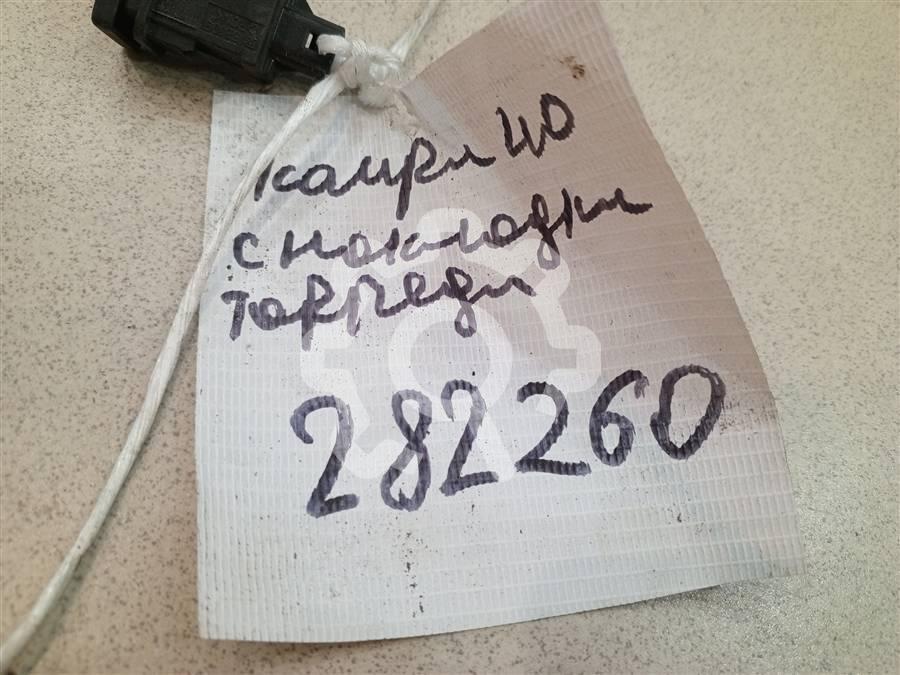 камри 40
с накладки
торпеды
282260